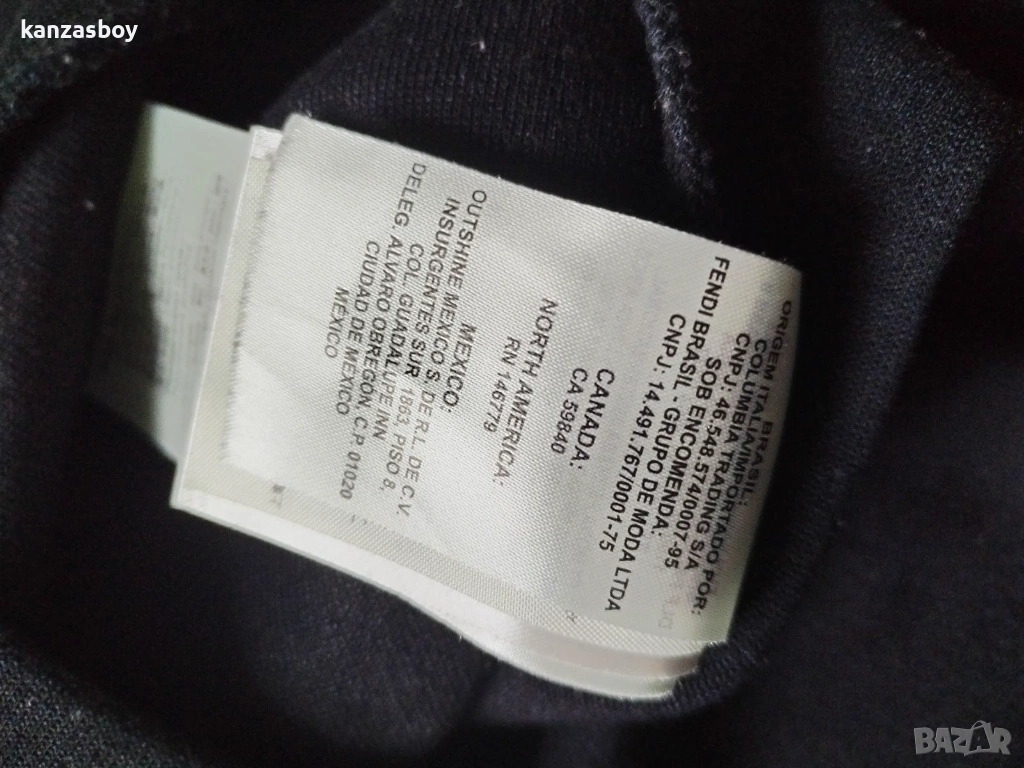 kanzasboy
BRASIL:
ORIGEM ITALIA/IMPORTADO POR:
COLUMBIA TRADING S/A
CNPJ: 46.548.574/0007-95
SOB ENCOMENDA:
FENDI BRASIL - GRUPO DE MODA LTDA
CNPJ: 14.491.767/0001-75
CANADA:
CA 59840
NORTH AMERICA:
RN 146779
MEXICO:
OUTSHINE MEXICO S. DE R.L. DE C.V.
INSURGENTES SUR 1863, PISO 8,
COL. GUADALUPE INN
DELEG. ALVARO OBREGON, C.P. 01020
CIUDAD DE MEXICO
MEXICO
BAZAR